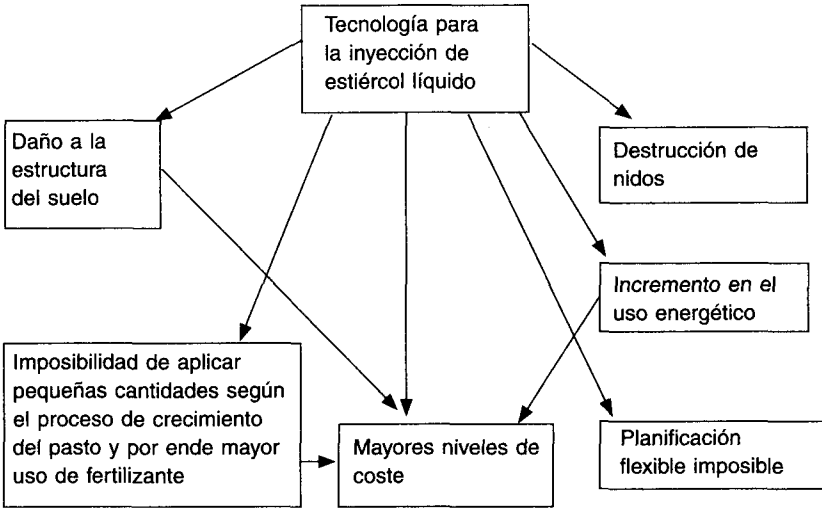 Tecnología para
la inyección de
estiércol líquido
Daño a la
estructura
del suelo
Destrucción de
nidos
Incremento en el
uso energético
Imposibilidad de aplicar
pequeñas cantidades según
el proceso de crecimiento
del pasto y por ende mayor
uso de fertilizante
Mayores niveles de
coste
Planificación
flexible imposible